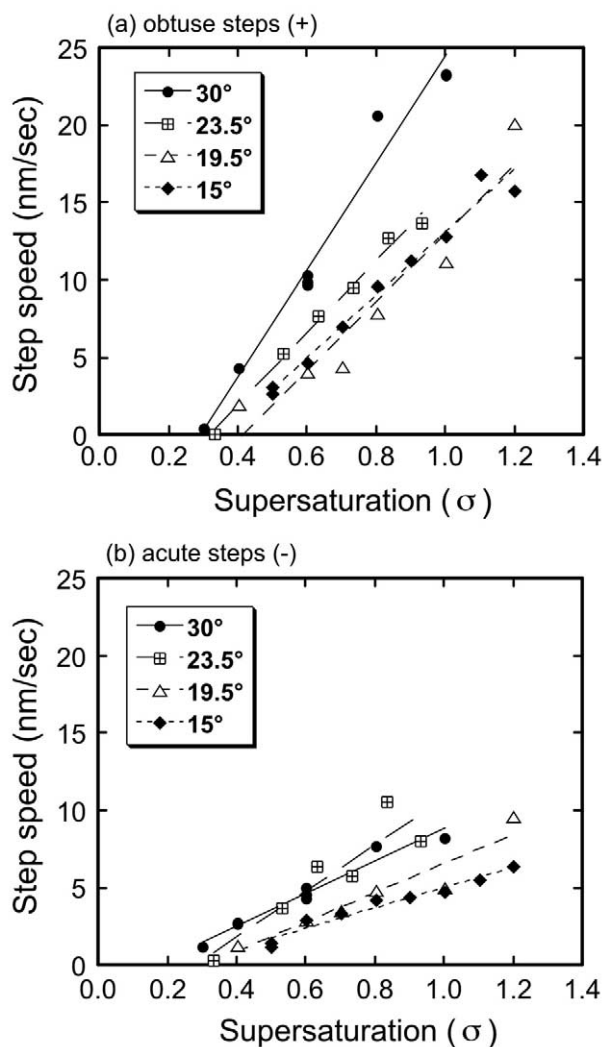 (a) obtuse steps (+)
25
20
15
10
5
0
Step speed (nm/sec)
30°
23.5°
19.5°
15°
0.0 0.2 0.4 0.6 0.8 1.0 1.2 1.4
Supersaturation (σ)
(b) acute steps (-)
25
20
15
10
5
0
Step speed (nm/sec)
30°
23.5°
19.5°
15°
0.0 0.2 0.4 0.6 0.8 1.0 1.2 1.4
Supersaturation (σ)